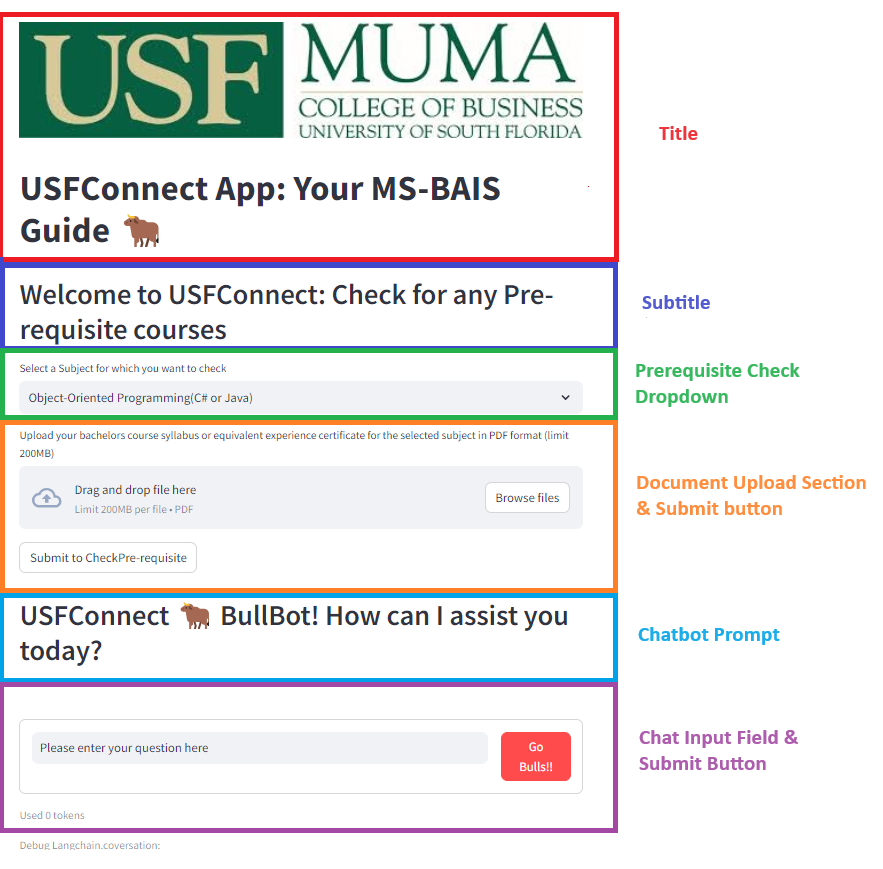 USF MUMA
COLLEGE OF BUSINESS
UNIVERSITY OF SOUTH FLORIDA
Title
USFConnect App: Your MS-BAIS
Guide
Welcome to USFConnect: Check for any Pre-
requisite courses
Subtitle
Select a Subject for which you want to check
Object-Oriented Programming(C# or Java)
Prerequisite Check
Dropdown
Upload your bachelors course syllabus or equivalent experience certificate for the selected subject in PDF format (limit
200MB)
Drag and drop file here
Limit 200MB per file • PDF
Browse files
Submit to CheckPre-requisite
Document Upload Section
& Submit button
USFConnect BullBot! How can I assist you
today?
Chatbot Prompt
Please enter your question here
Go
Bulls!!
Chat Input Field &
Submit Button
Used 0 tokens
Debug Langchain.coversation: